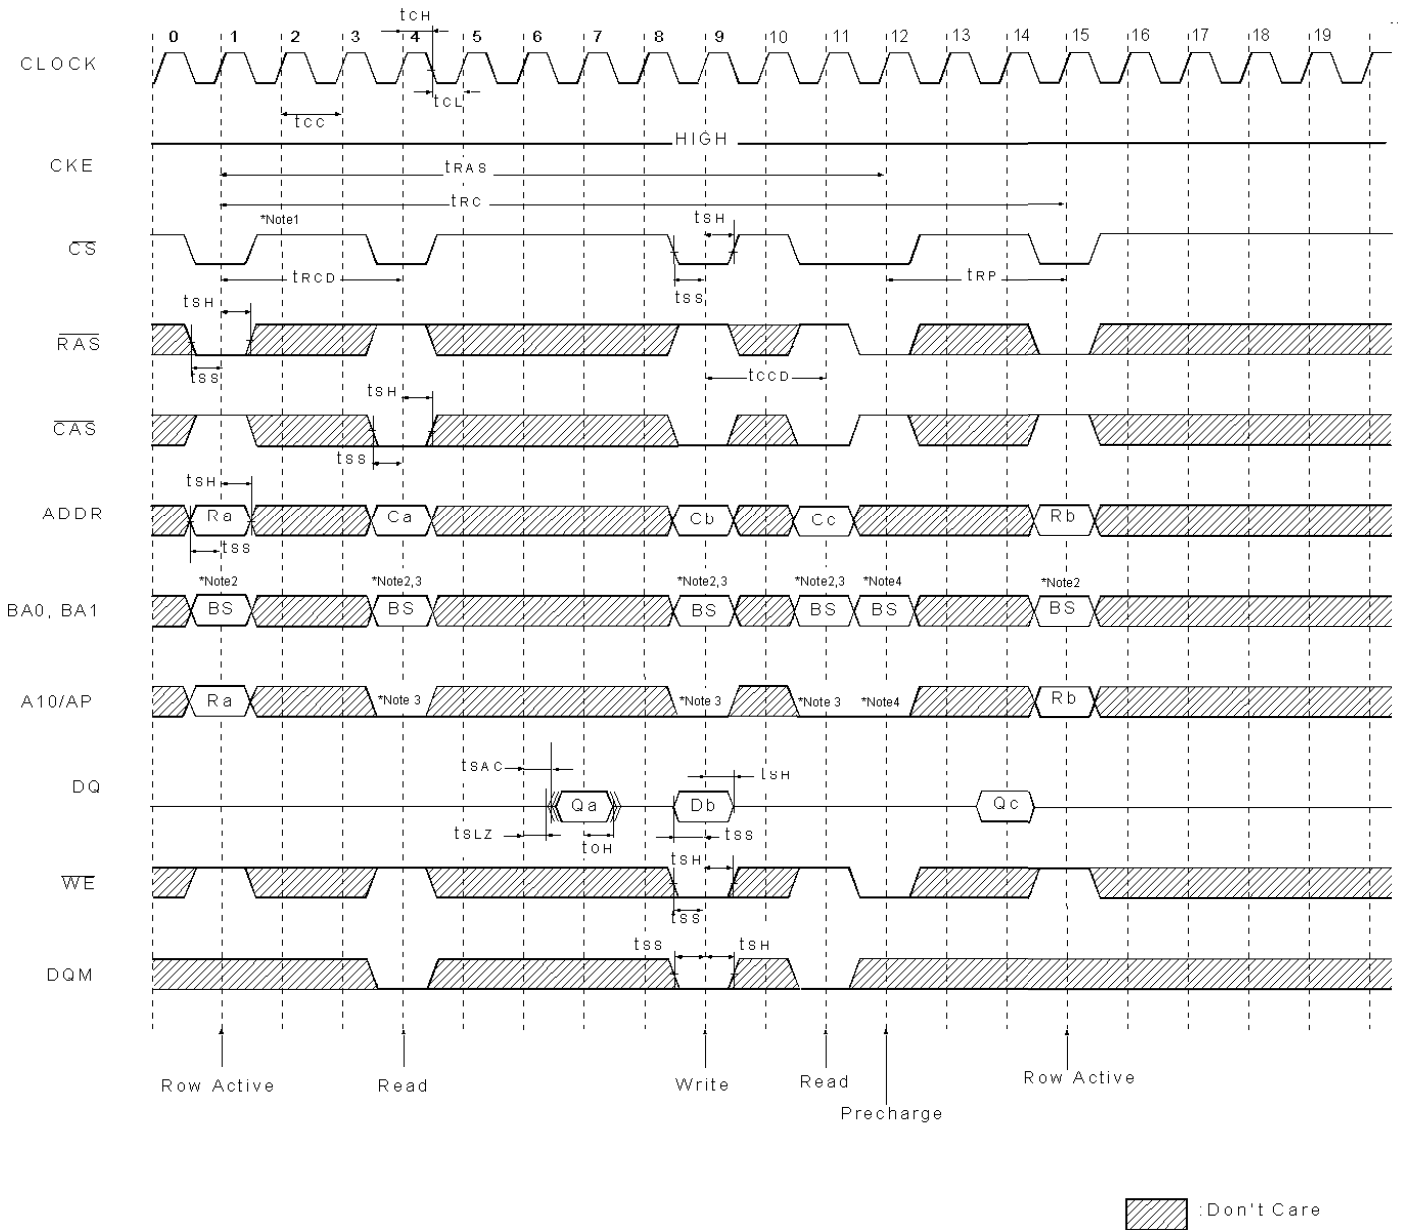 tCH
0 1 2 3 4 5 6 7 8 9 10 11 12 13 14 15 16 17 18 19
CLOCK
tCL
tCC
HIGH
CKE
tRAS
tRC
*Note1
tSH
CS
tRCD
tRP
tSH
tSS
RAS
tSS
tCCD
tSH
CAS
tSS
tSH
ADDR
Ra Ca Cb Cc Rb
tSS
*Note2 *Note2,3 *Note2,3 *Note2,3 *Note4 *Note2
BA0, BA1
BS BS BS BS BS BS
A10/AP
Ra *Note 3 *Note 3 *Note 3 *Note4 Rb
tSAC
tSH
DQ
Qa Db Qc
tSLZ
tOH
tSS
tSH
WE
tSS
tSS
tSH
DQM
Row Active Read Write Read Row Active
Precharge
:Don't Care